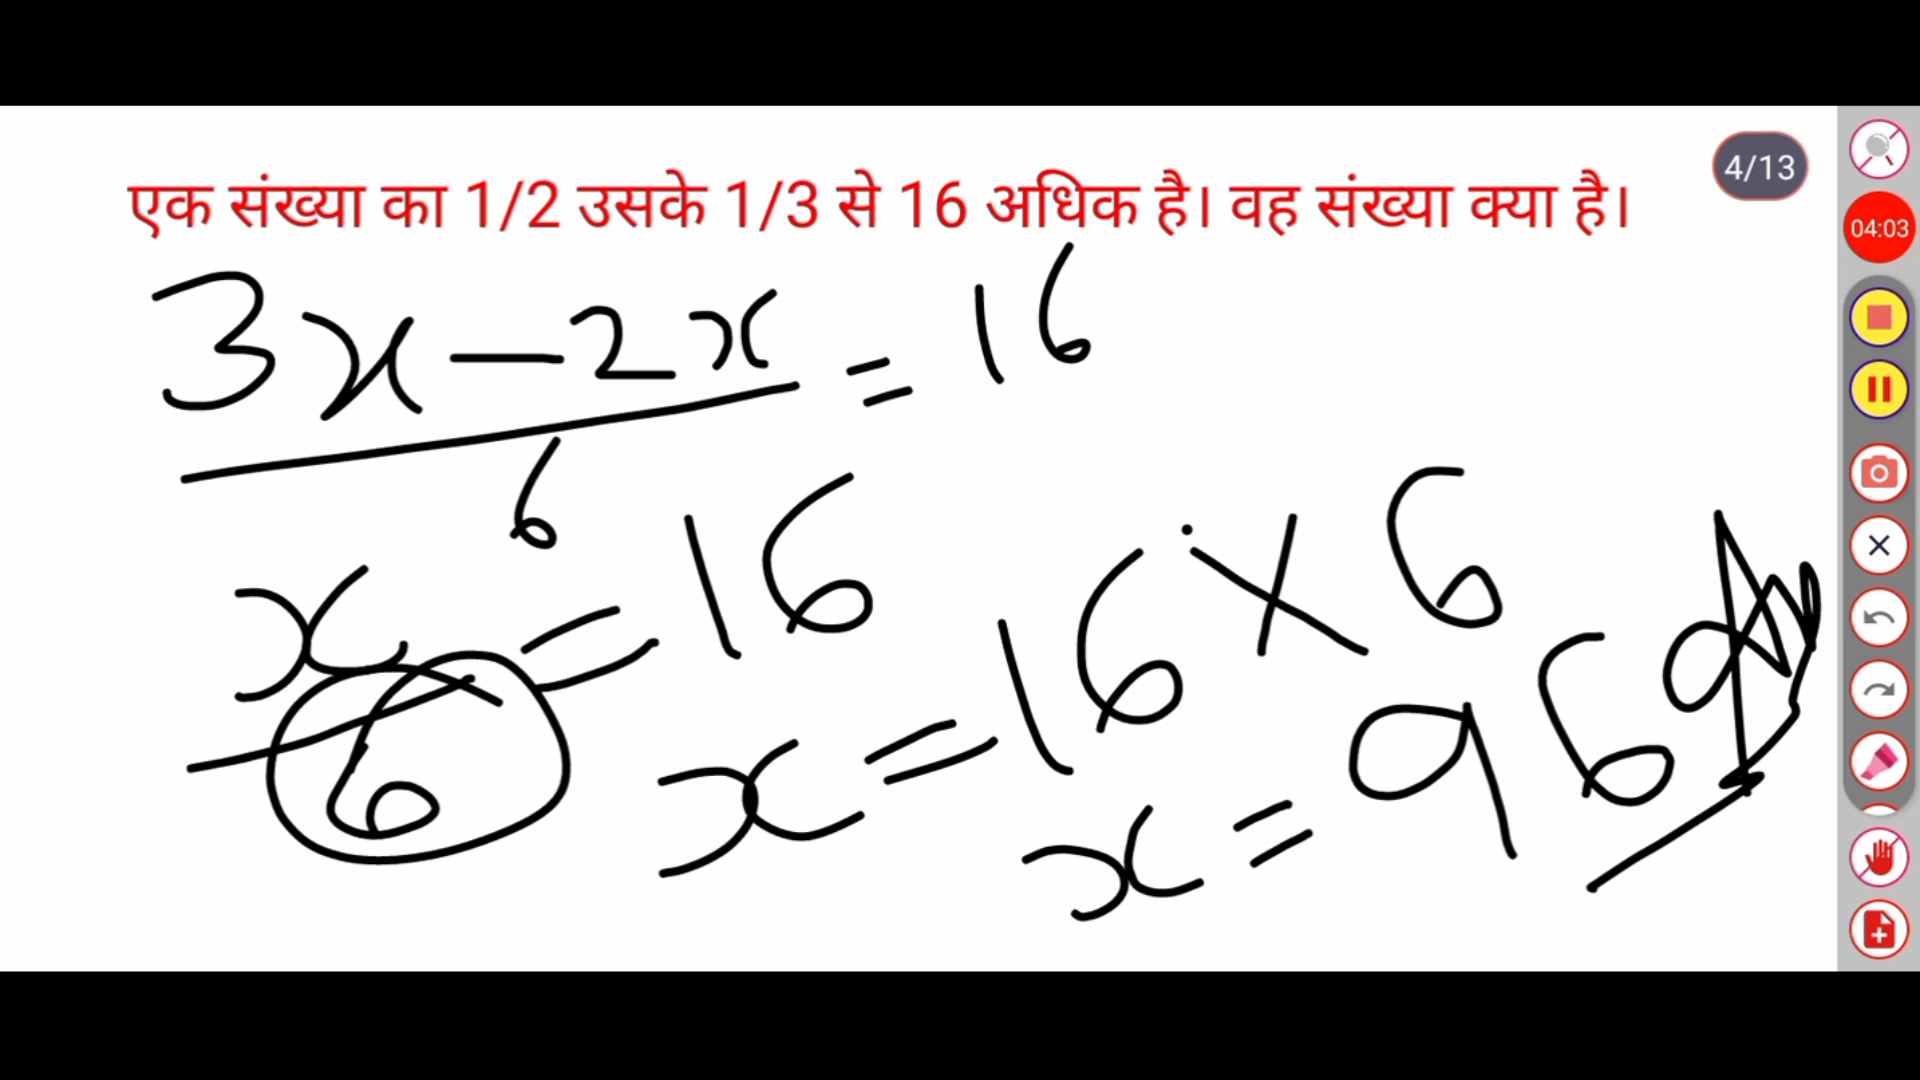 4/13
एक संख्या का 1/2 उसके 1/3 से 16 अधिक है। वह संख्या क्या है।
04:03
3x-2x/6 = 16
x/6 = 16
x = 16 × 6
x = 96